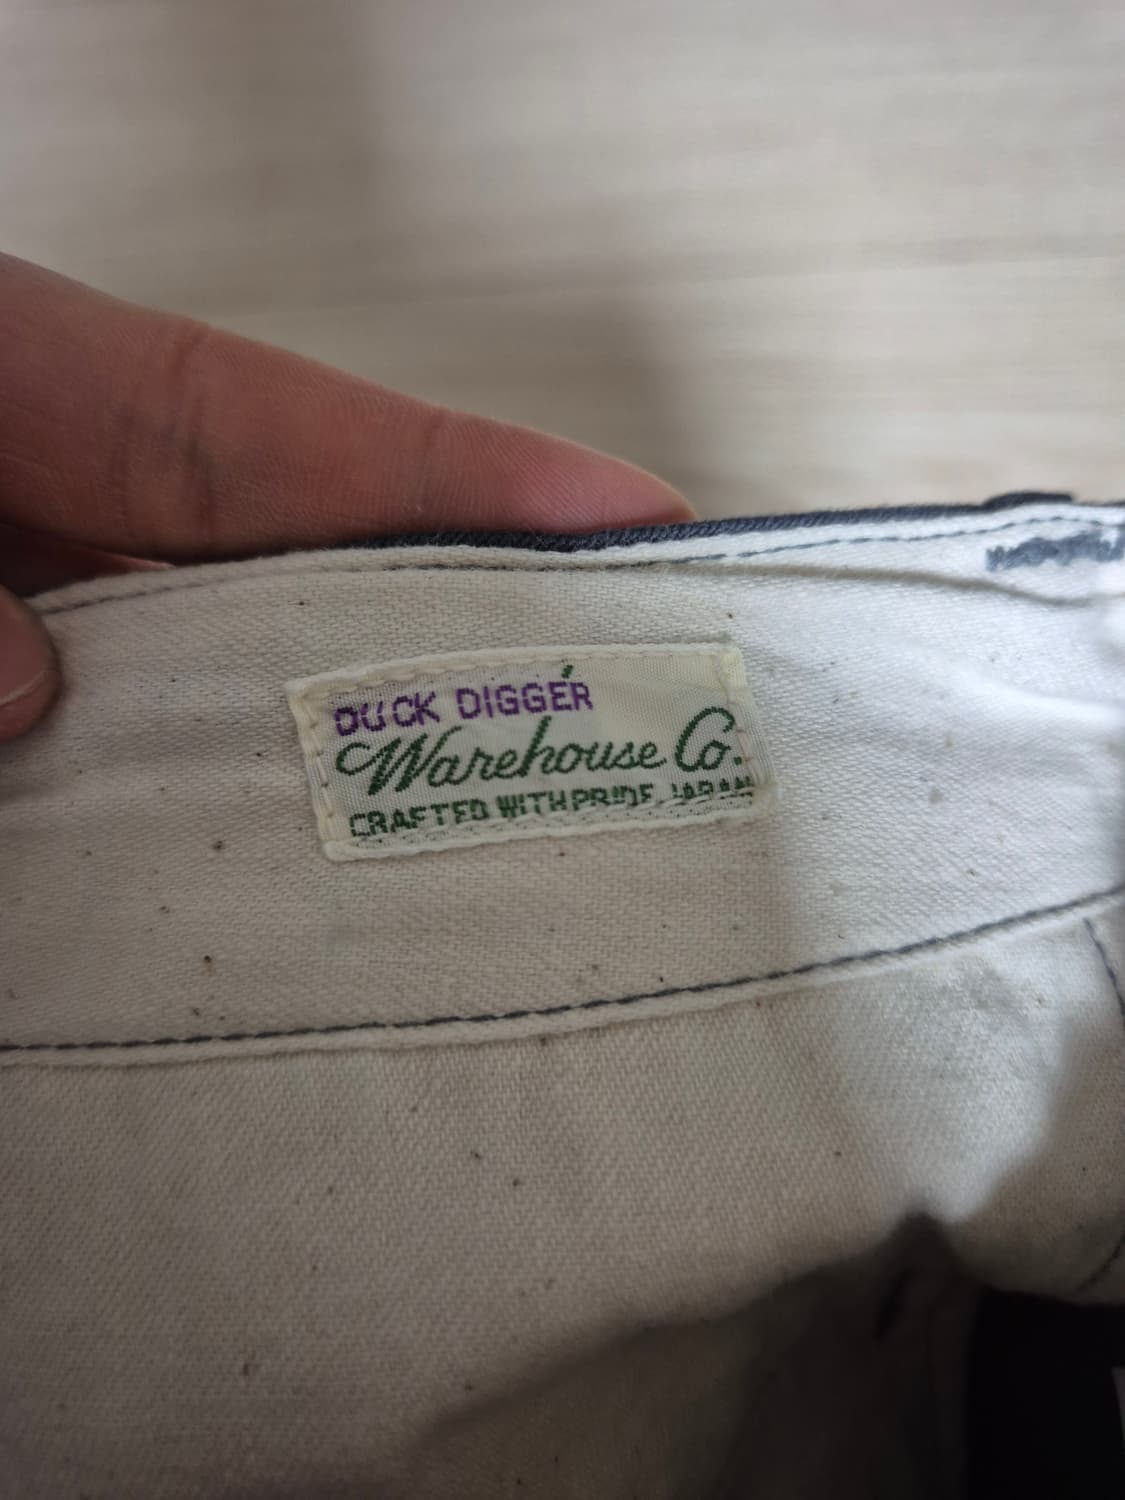 DUCK DIGGER
Warehouse Co.
CRAFTED WITH PRIDE JAPAN